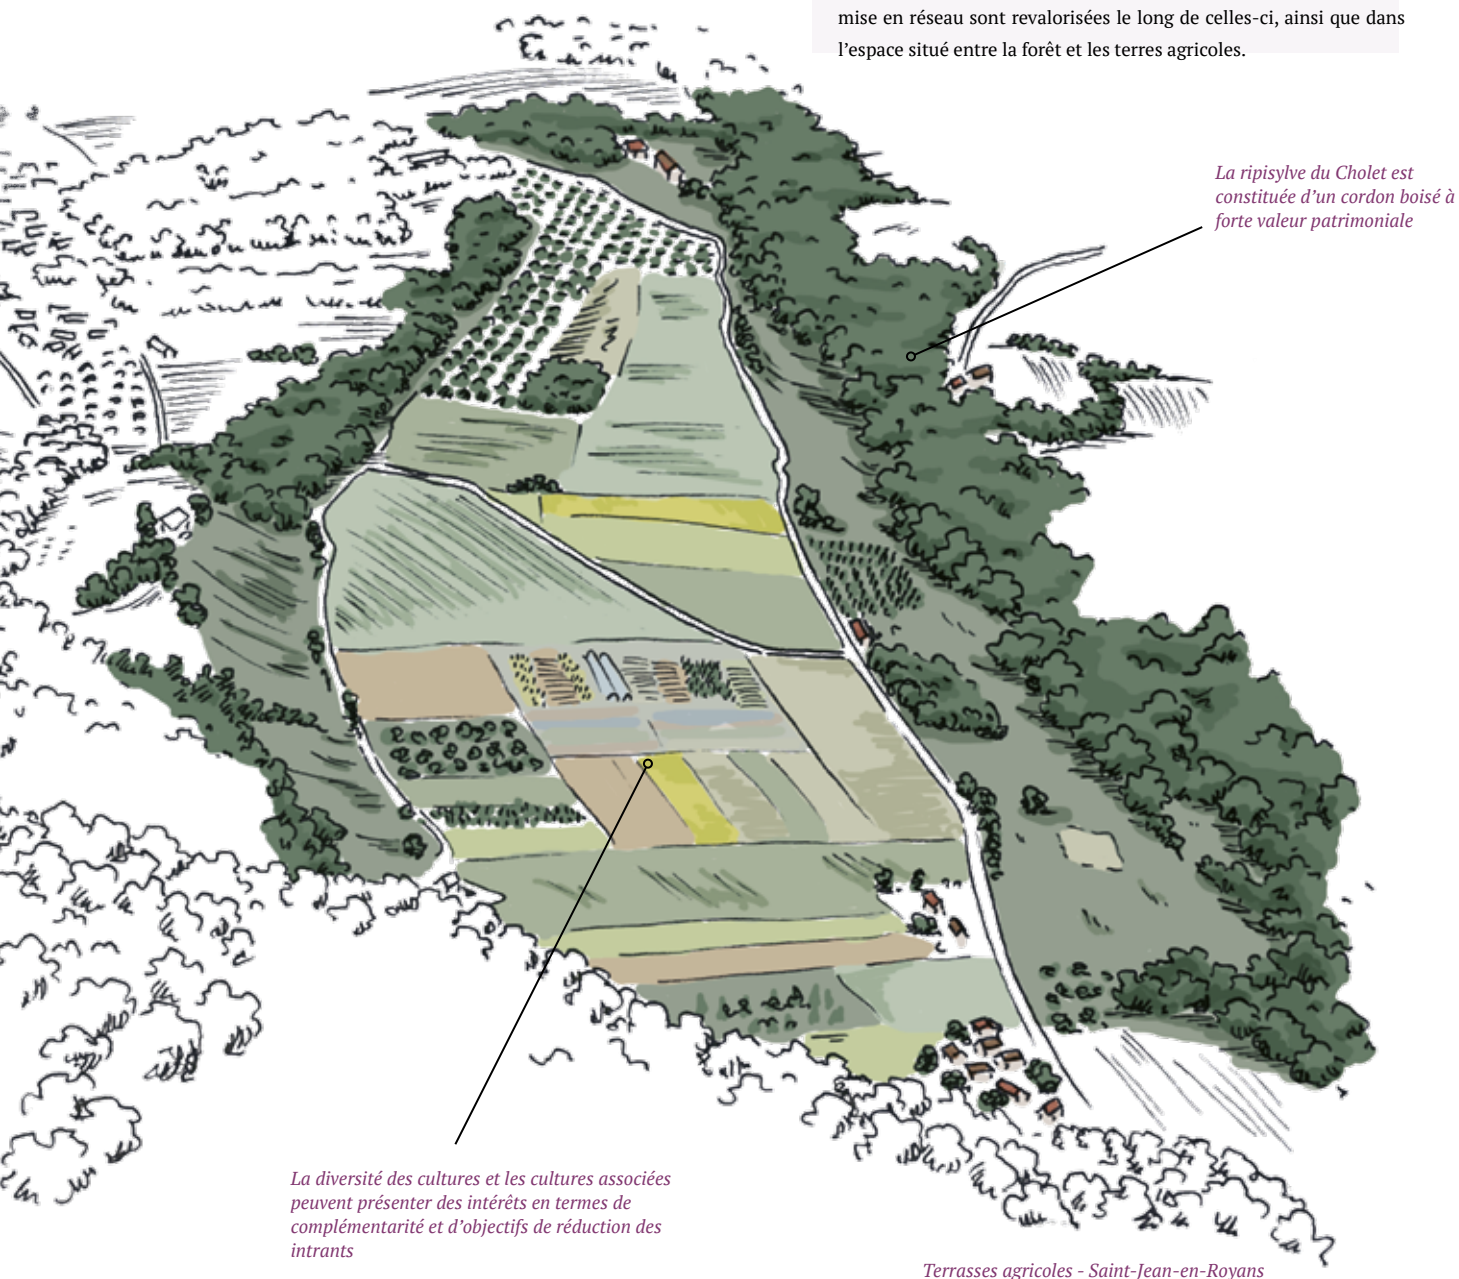 mise en réseau sont revalorisées le long de celles-ci, ainsi que dans
l’espace situé entre la forêt et les terres agricoles.
La ripisylve du Cholet est
constituée d’un cordon boisé à
forte valeur patrimoniale
La diversité des cultures et les cultures associées
peuvent présenter des intérêts en termes de
complémentarité et d’objectifs de réduction des
intrants
Terrasses agricoles - Saint-Jean-en-Royans